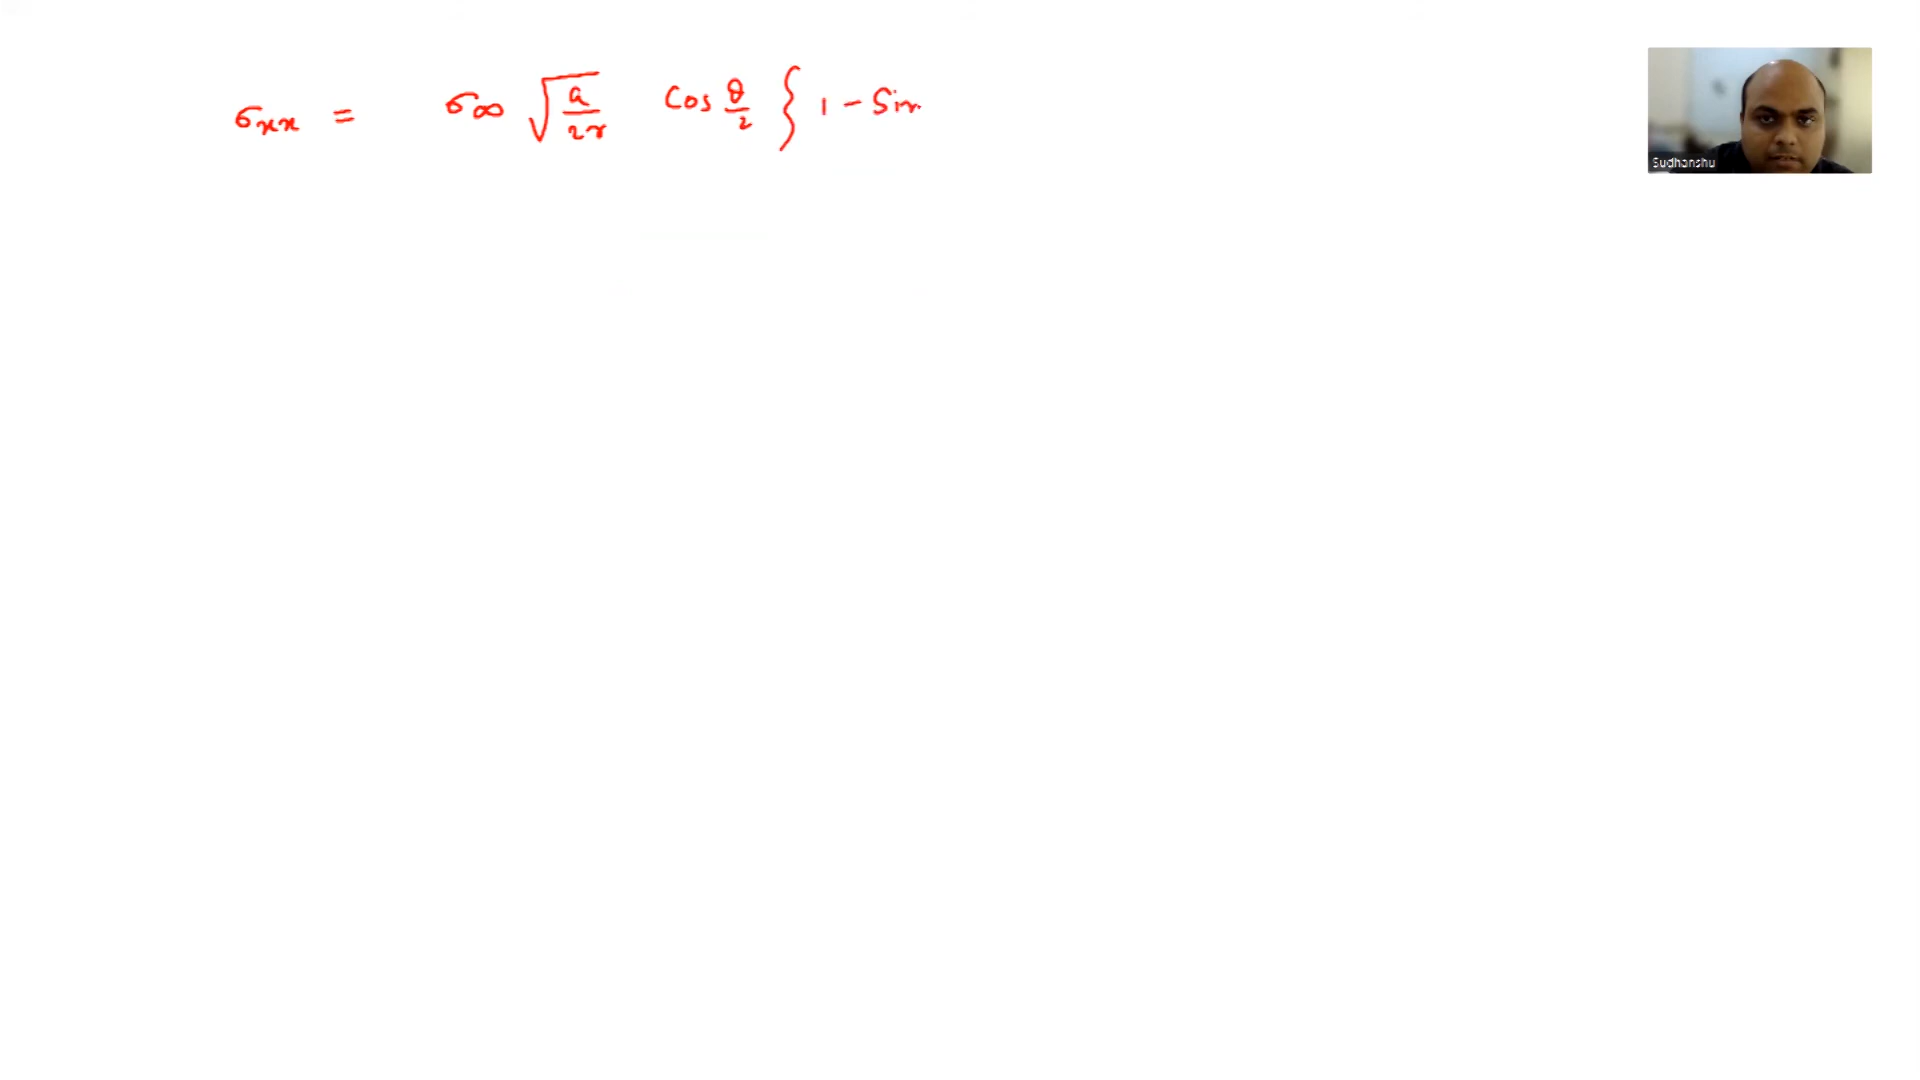 σxx = σ∞ √(a/2r) Cos θ/2 { 1 - Sin
Sudhanshu